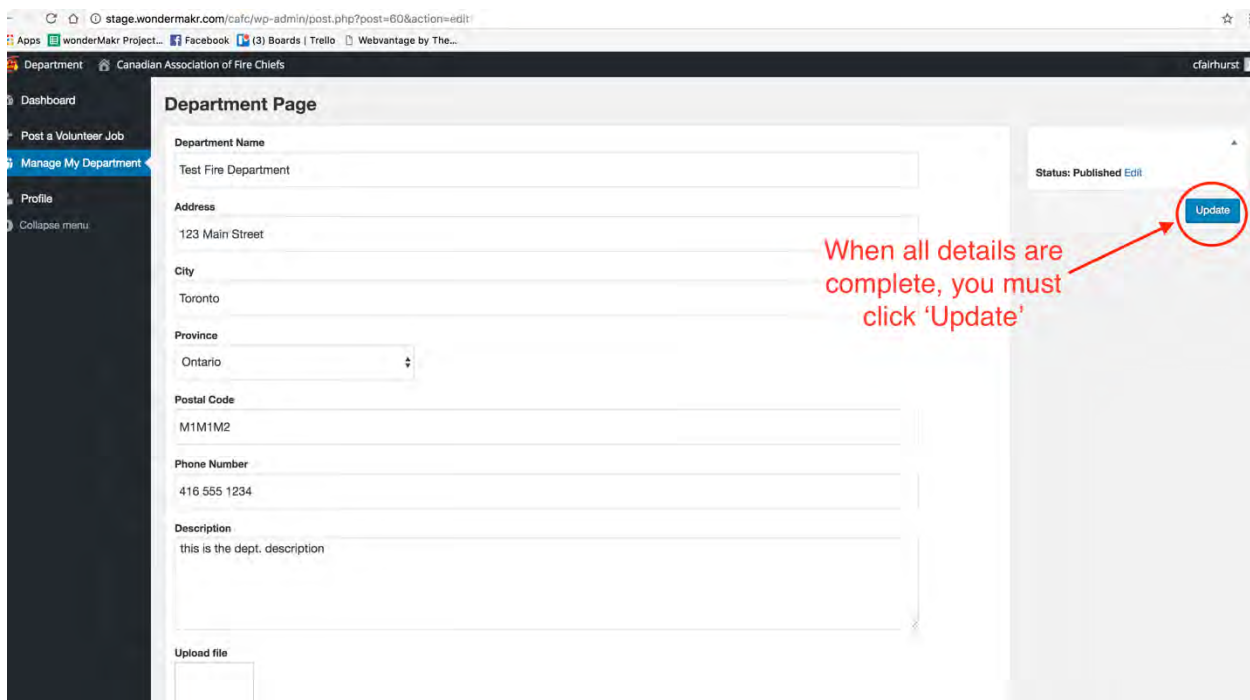 stage.wondermakr.com/cafc/wp-admin/post.php?post=60&action=edit
Apps wonderMakr Project... Facebook (3) Boards | Trello Webvantage by The...
Department Canadian Association of Fire Chiefs cfairhurst
Dashboard
Post a Volunteer Job
Manage My Department
Profile
Collapse menu
Department Page
Department Name
Test Fire Department
Address
123 Main Street
City
Toronto
Province
Ontario
Postal Code
M1M1M2
Phone Number
416 555 1234
Description
this is the dept. description
Upload file
Status: Published Edit
Update
When all details are
complete, you must
click ‘Update’